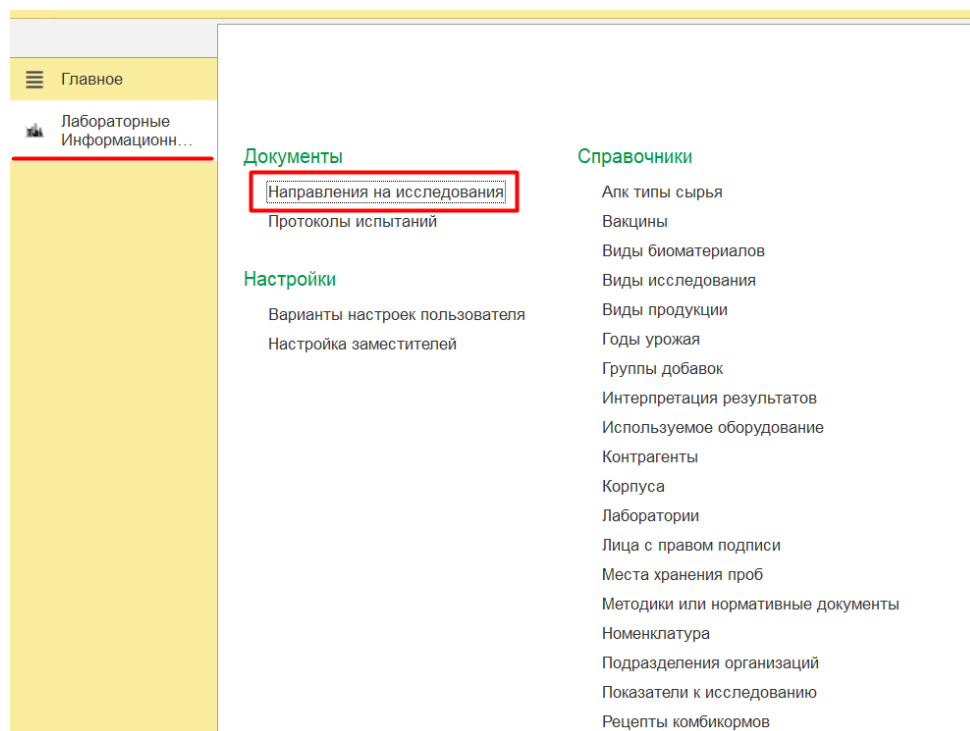 Главное
Лабораторные
Информационн...
Документы
Направления на исследования
Протоколы испытаний
Настройки
Варианты настроек пользователя
Настройка заместителей
Справочники
Апк типы сырья
Вакцины
Виды биоматериалов
Виды исследования
Виды продукции
Годы урожая
Группы добавок
Интерпретация результатов
Используемое оборудование
Контрагенты
Корпуса
Лаборатории
Лица с правом подписи
Места хранения проб
Методики или нормативные документы
Номенклатура
Подразделения организаций
Показатели к исследованию
Рецепты комбикормов